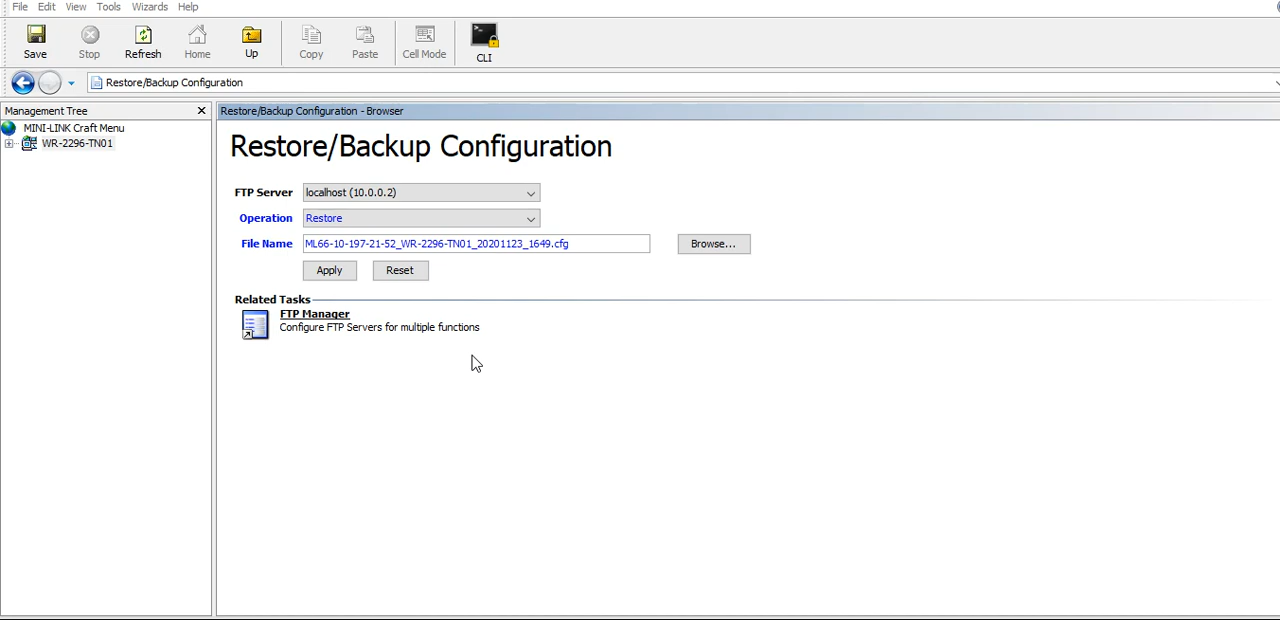 File Edit View Tools Wizards Help
Save Stop Refresh Home Up Copy Paste Cell Mode CLI
Restore/Backup Configuration
Management Tree
MINI-LINK Craft Menu
WR-2296-TN01
Restore/Backup Configuration - Browser
Restore/Backup Configuration
FTP Server localhost (10.0.0.2)
Operation Restore
File Name ML66-10-197-21-52_WR-2296-TN01_20201123_1649.cfg Browse...
Apply Reset
Related Tasks
FTP Manager
Configure FTP Servers for multiple functions